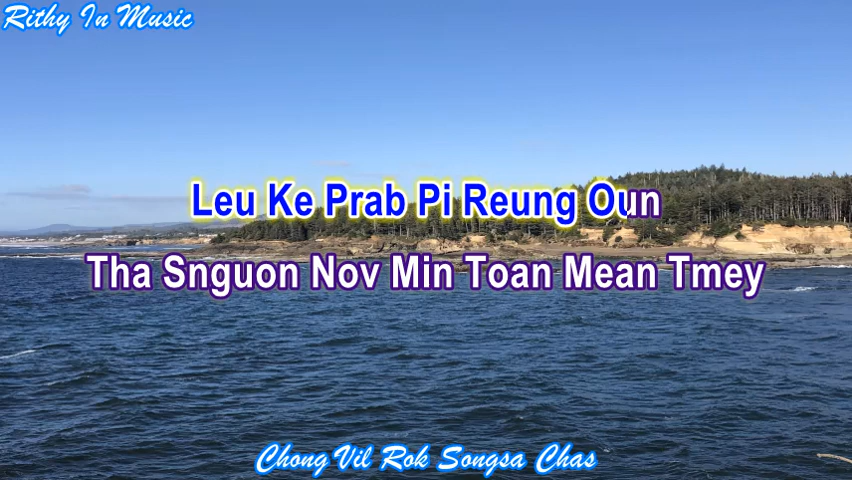 Rithy In Music
Leu Ke Prab Pi Reung Oun
Tha Snguon Nov Min Toan Mean Tmey
Chong Vil Rok Songsa Chas